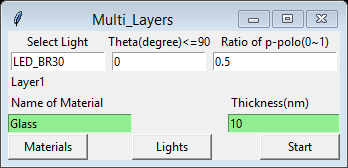 Multi_Layers
Select Light Theta(degree)<=90 Ratio of p-polo(0~1)
LED_BR30 0 0.5
Layer1
Name of Material Thickness(nm)
Glass 10
Materials Lights Start